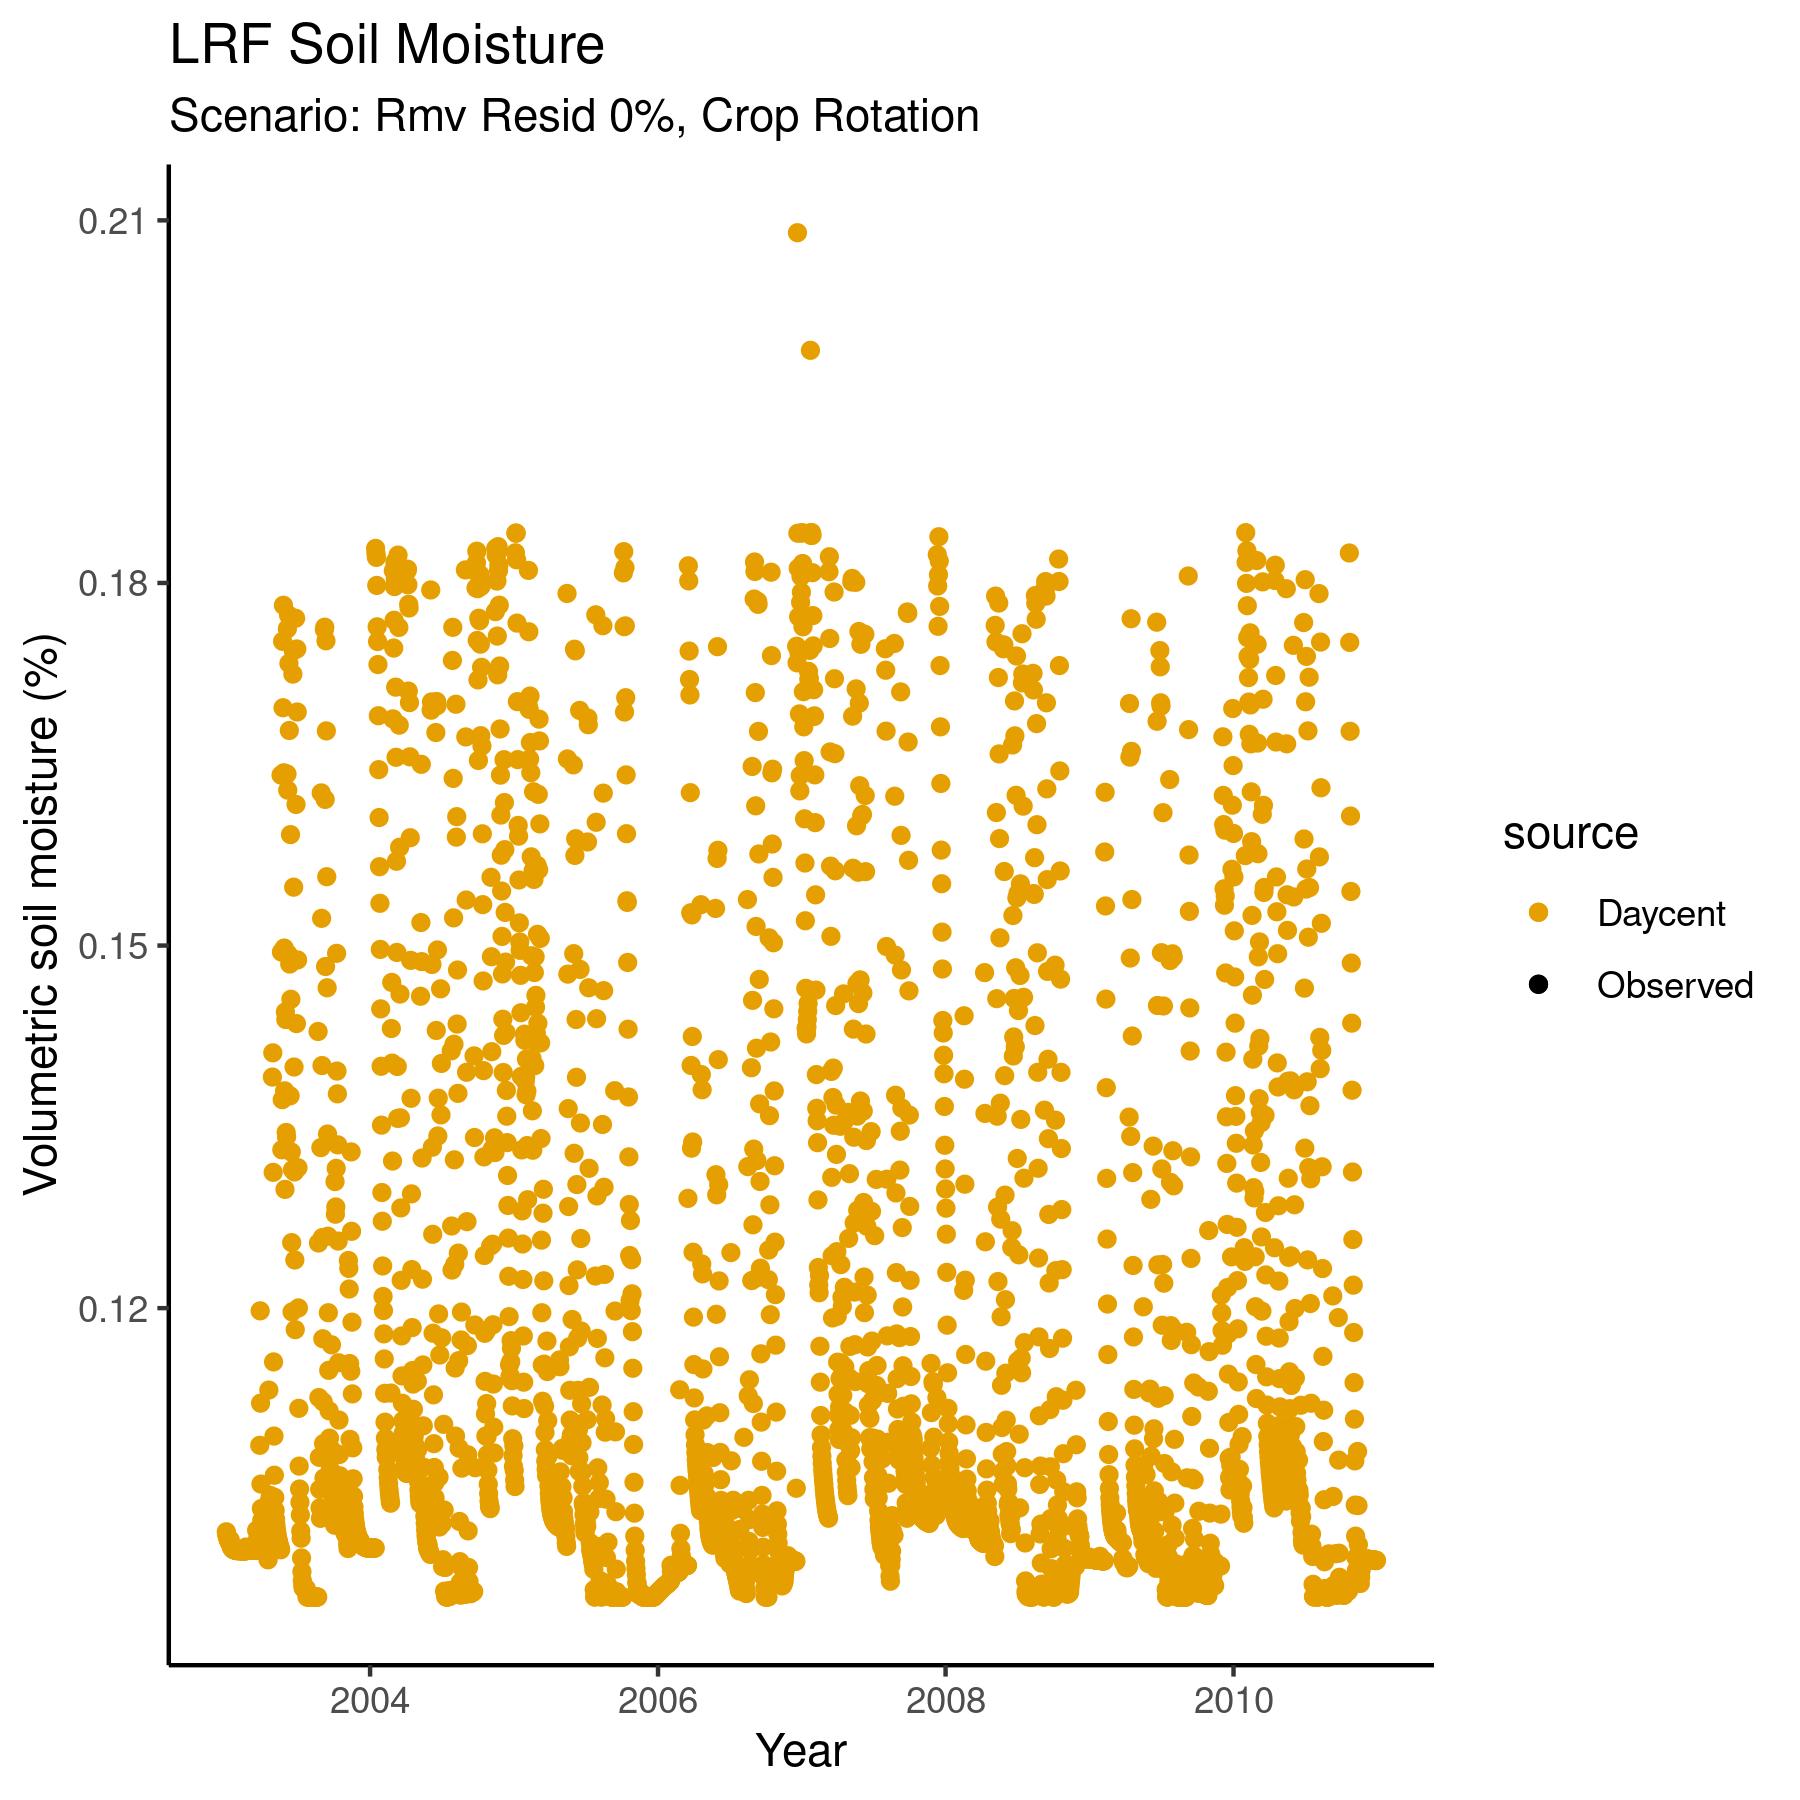 LRF Soil Moisture
Scenario: Rmv Resid 0%, Crop Rotation
Volumetric soil moisture (%)
0.21
0.18
0.15
0.12
2004
2006
2008
2010
Year
source
Daycent
Observed